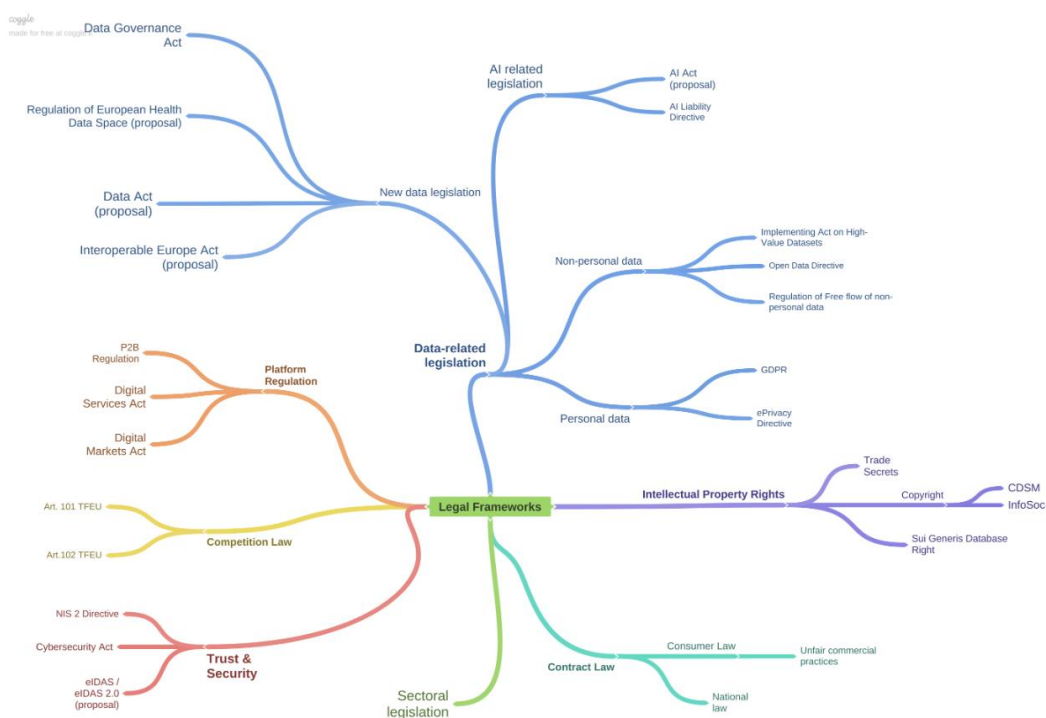 coggle
made for free at coggle.it
Data Governance
Act
Regulation of European Health
Data Space (proposal)
Data Act
(proposal)
Interoperable Europe Act
(proposal)
New data legislation
AI related
legislation
AI Act
(proposal)
AI Liability
Directive
Non-personal data
Implementing Act on High-
Value Datasets
Open Data Directive
Regulation of Free flow of non-
personal data
Data-related
legislation
Personal data
GDPR
ePrivacy
Directive
P2B
Regulation
Digital
Services Act
Digital
Markets Act
Platform
Regulation
Legal Frameworks
Intellectual Property Rights
Trade
Secrets
Copyright
CDSM
InfoSoc
Sui Generis Database
Right
Art. 101 TFEU
Art.102 TFEU
Competition Law
NIS 2 Directive
Cybersecurity Act
eIDAS /
eIDAS 2.0
(proposal)
Trust &
Security
Sectoral
legislation
Contract Law
Consumer Law
Unfair commercial
practices
National
law